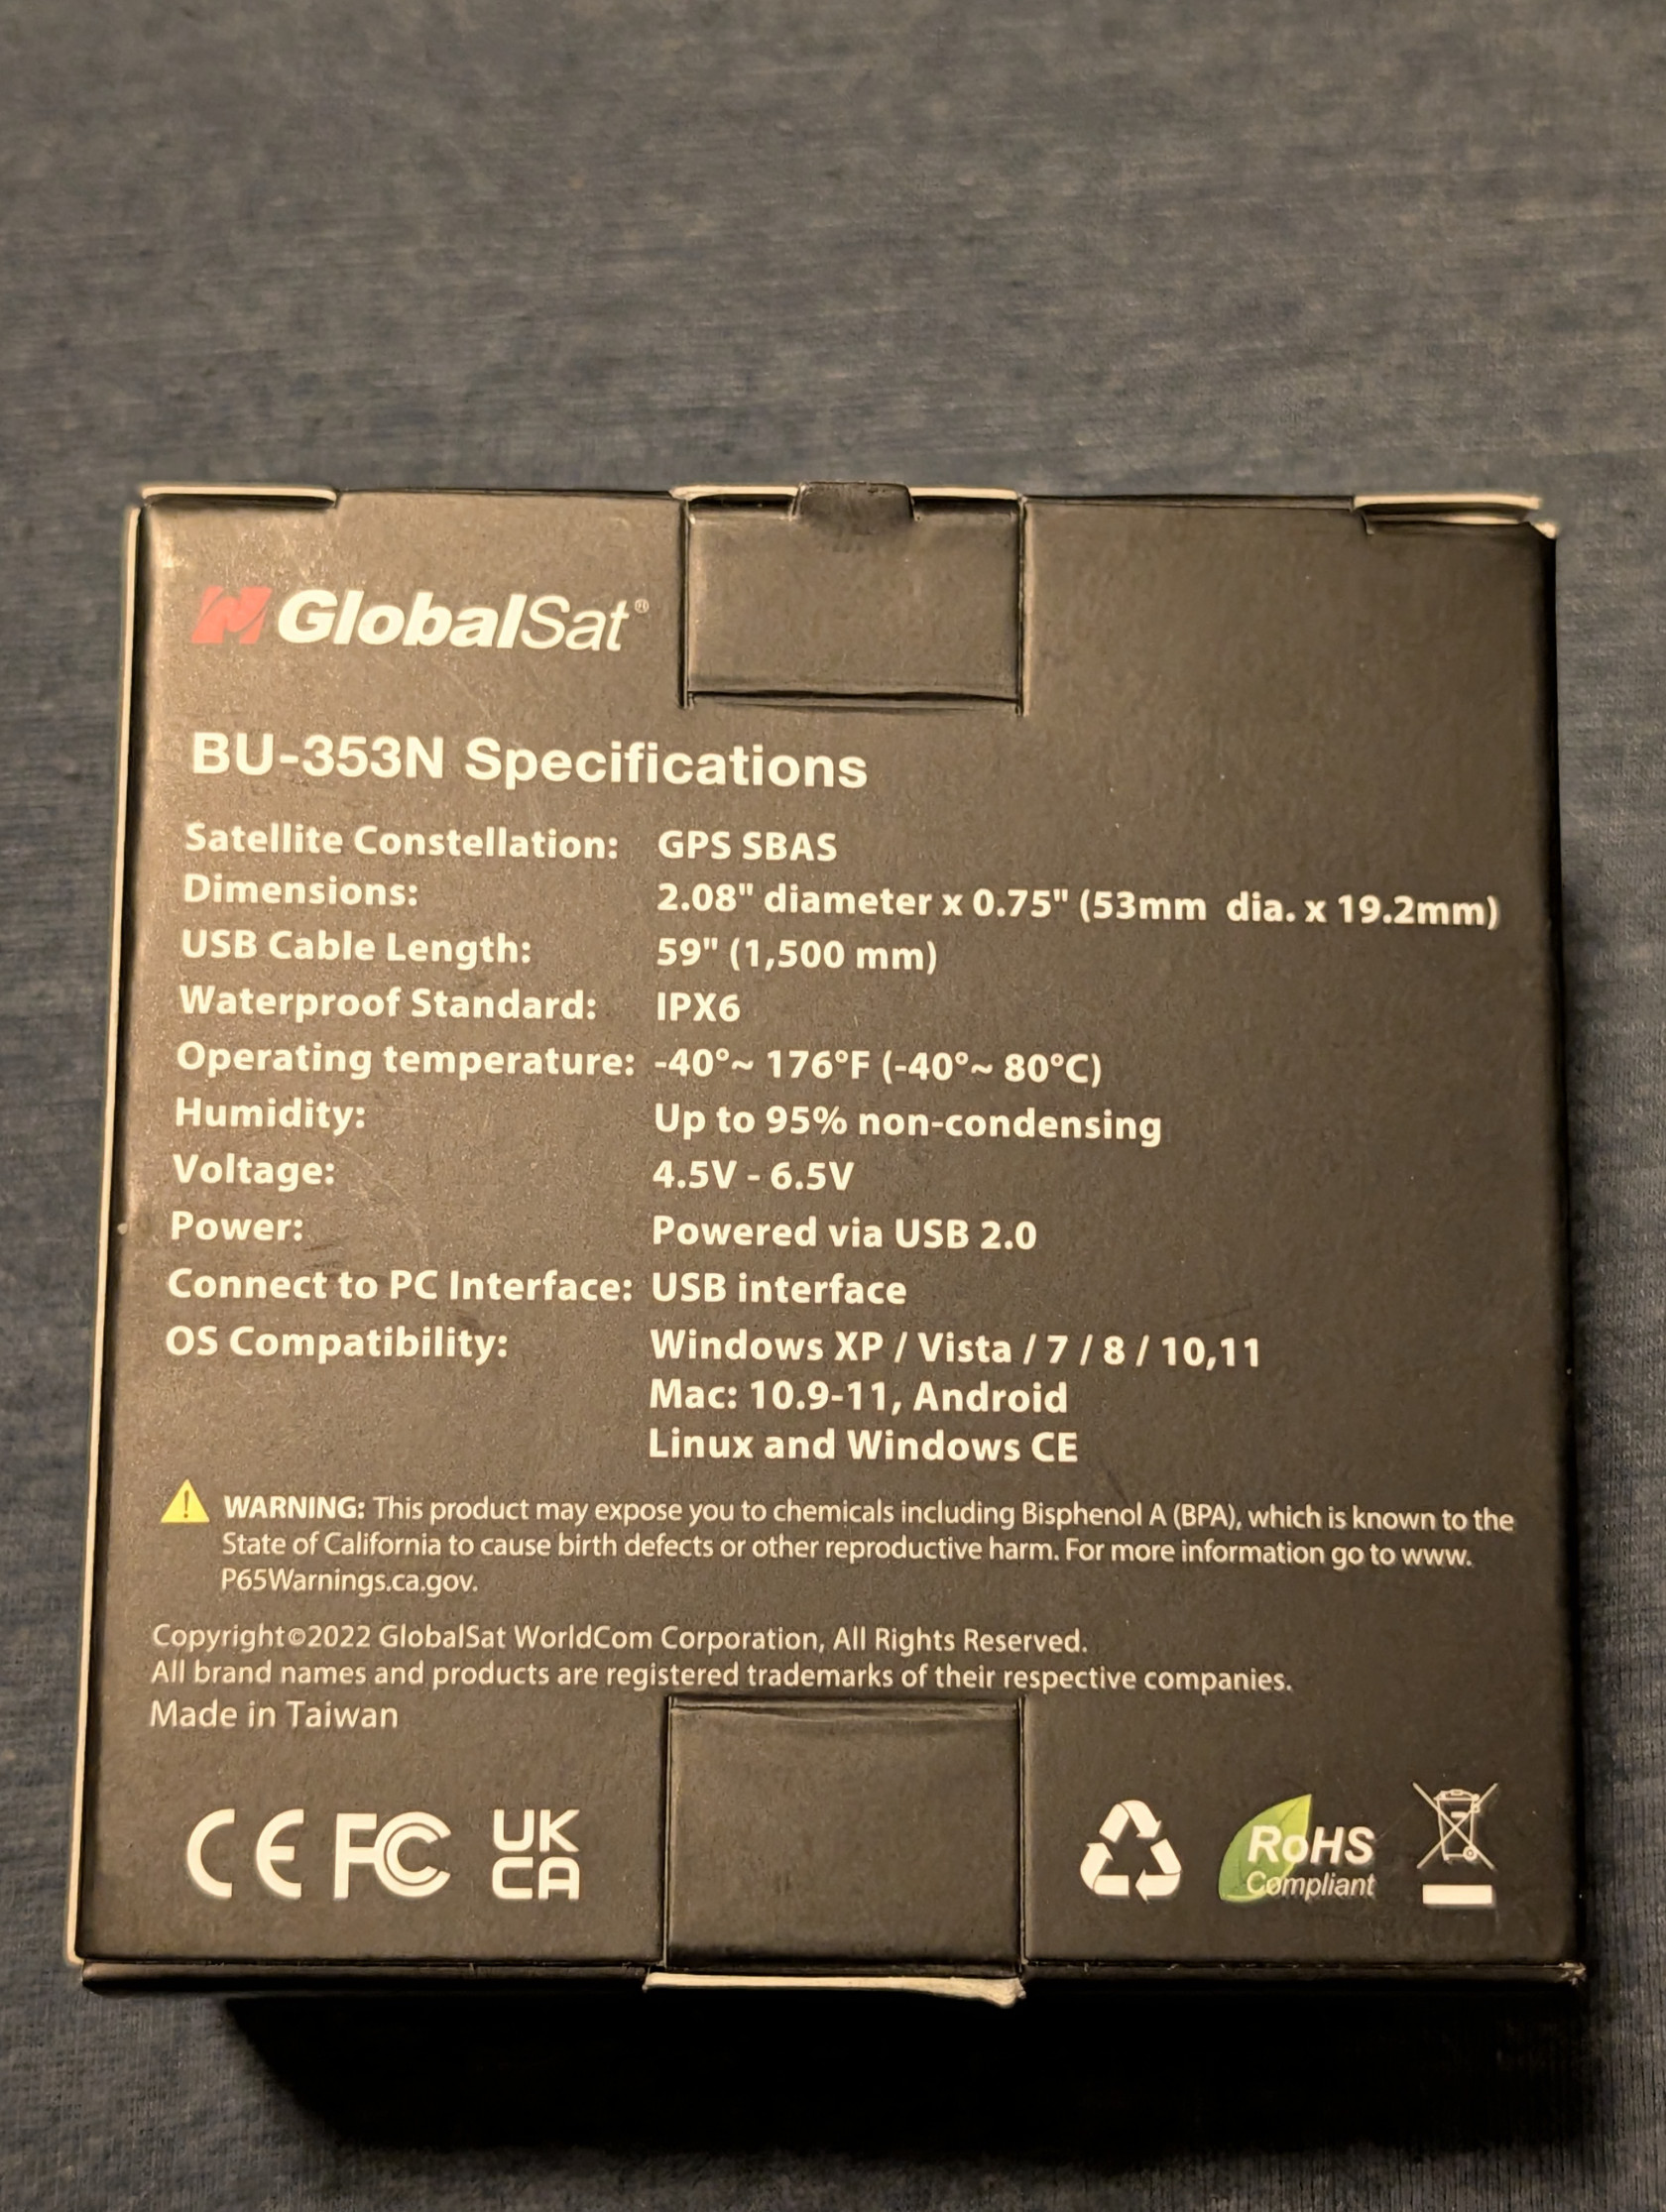 GlobalSat®
BU-353N Specifications
Satellite Constellation: GPS SBAS
Dimensions: 2.08" diameter x 0.75" (53mm dia. x 19.2mm)
USB Cable Length: 59" (1,500 mm)
Waterproof Standard: IPX6
Operating temperature: -40°~ 176°F (-40°~ 80°C)
Humidity: Up to 95% non-condensing
Voltage: 4.5V - 6.5V
Power: Powered via USB 2.0
Connect to PC Interface: USB interface
OS Compatibility: Windows XP / Vista / 7 / 8 / 10,11
Mac: 10.9-11, Android
Linux and Windows CE
WARNING: This product may expose you to chemicals including Bisphenol A (BPA), which is known to the
State of California to cause birth defects or other reproductive harm. For more information go to www.
P65Warnings.ca.gov.
Copyright©2022 GlobalSat WorldCom Corporation, All Rights Reserved.
All brand names and products are registered trademarks of their respective companies.
Made in Taiwan
CE FC UK
CA
RoHS
Compliant